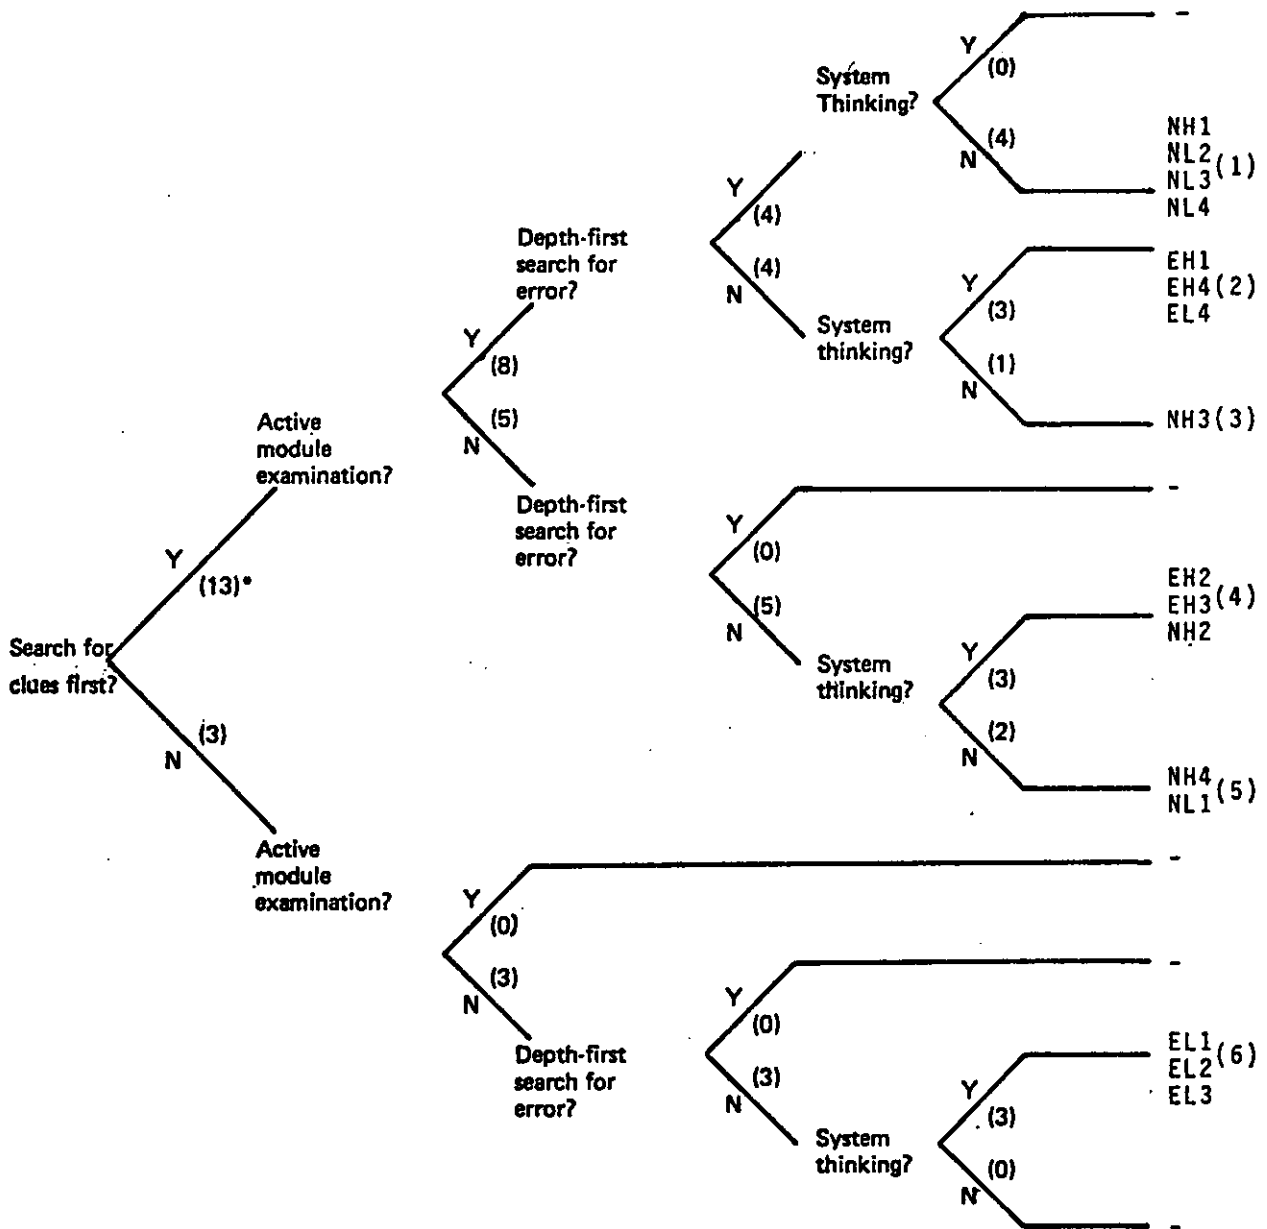 -
Y
(0)
System
Thinking?
(4)
N
NH1
NL2
NL3 (1)
NL4
Y
(4)
Depth-first
search for
error?
(4)
N
EH1
EH4 (2)
EL4
Y
(3)
System
thinking?
(1)
N
NH3 (3)
Y
(8)
(5)
N
Active
module
examination?
Depth-first
search for
error?
-
Y
(0)
(5)
N
EH2
EH3 (4)
NH2
Y
(13)*
Search for
clues first?
System
thinking?
Y
(3)
(2)
N
NH4
NL1 (5)
(3)
N
Active
module
examination?
-
Y
(0)
(3)
N
-
Y
(0)
(3)
N
Depth-first
search for
error?
EL1
EL2 (6)
EL3
Y
(3)
System
thinking?
(0)
N
-